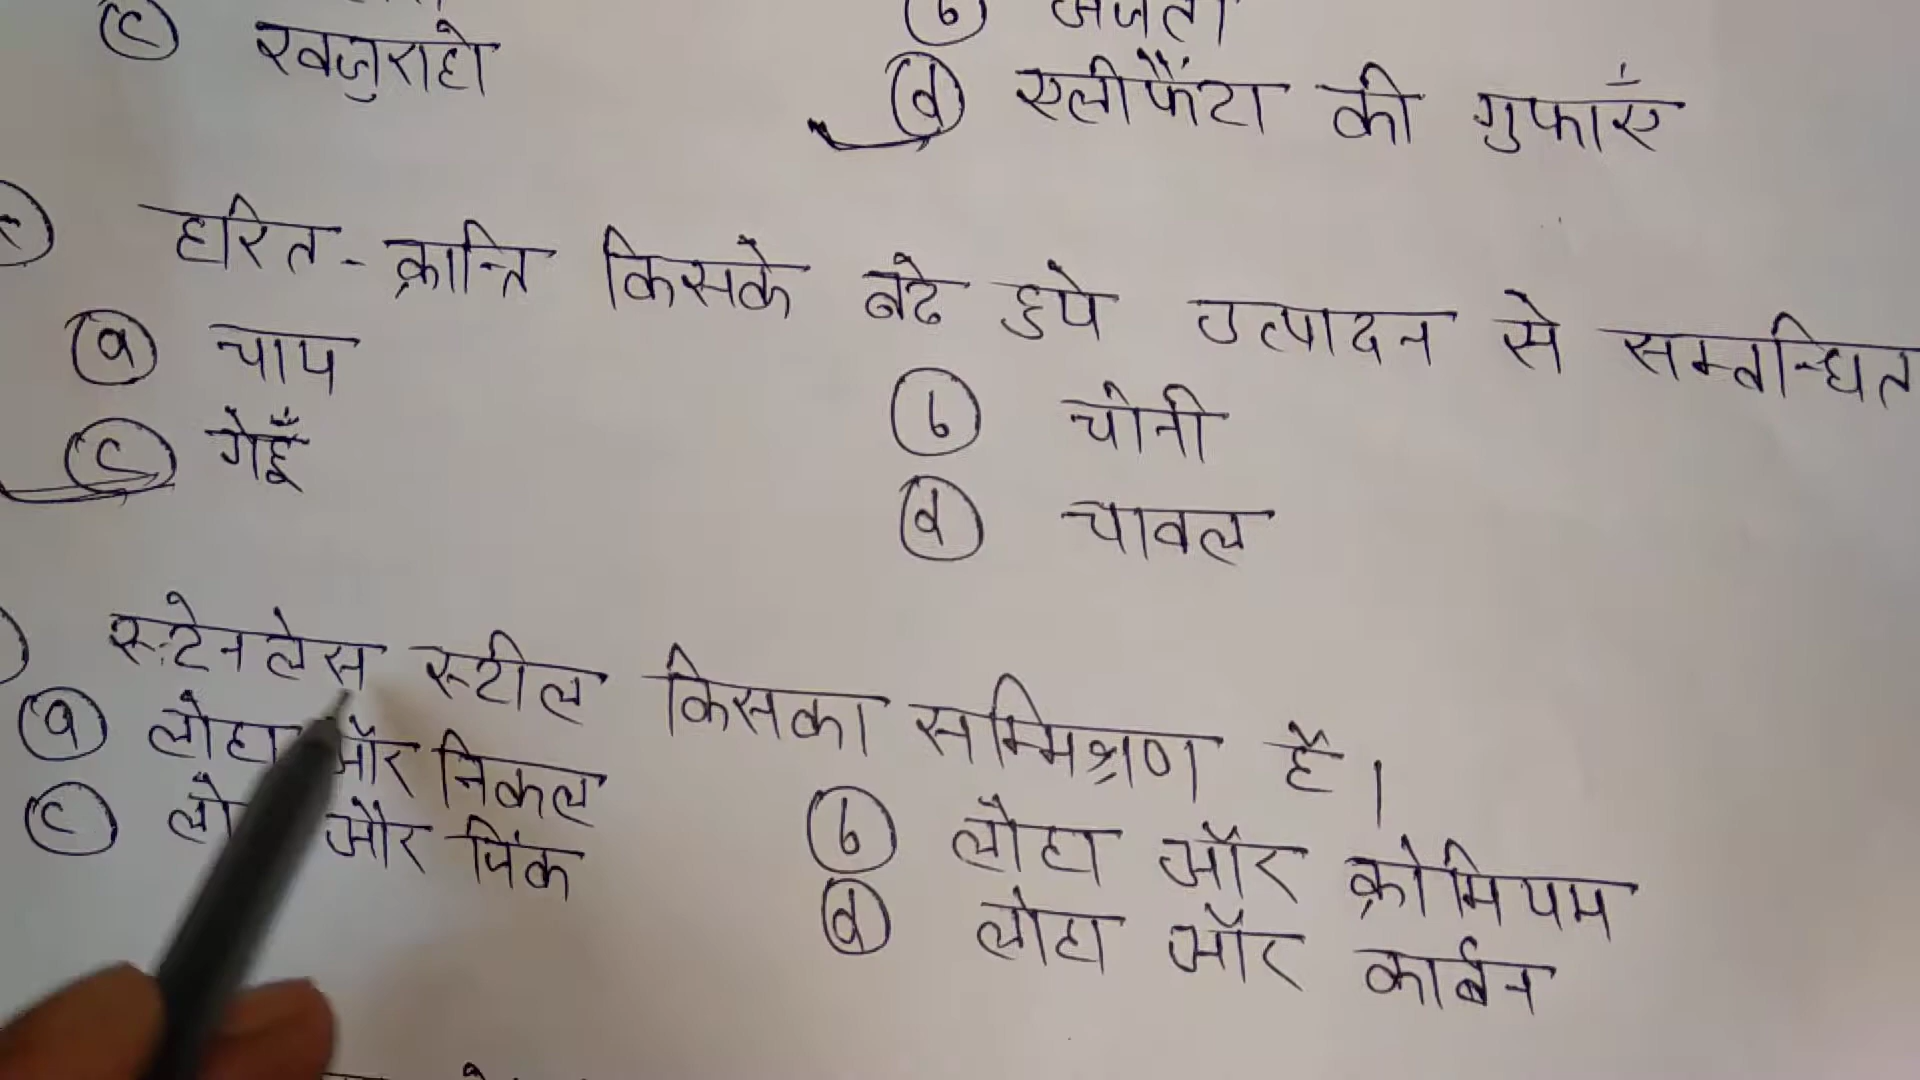 (c) खजुराहो
(b) अजंता
(d) एलीफैंटा की गुफाएँ
हरित-क्रान्ति किसके बढे हुये उत्पादन से सम्बन्धित
(a) चाय
(b) चीनी
(c) गेहूँ
(d) चावल
स्टेनलेस स्टील किसका सम्मिश्रण है।
(a) लोहा और निकल
(b) लोहा और क्रोमियम
(c) और जिंक
(d) लोहा और कार्बन